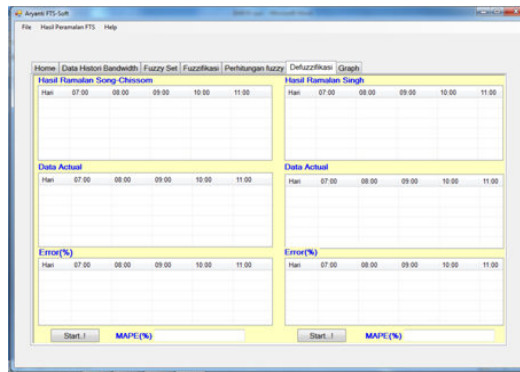 Aryanti FTS-Soft
File Hasil Peramalan FTS Help
Home Data Histori Bandwidth Fuzzy Set Fuzzifikasi Perhitungan fuzzy Defuzzifikasi Graph
Hasil Ramalan Song-Chissom Hasil Ramalan Singh
Hari 07:00 08:00 09:00 10:00 11:00 Hari 07:00 08:00 09:00 10:00 11:00
Data Actual Data Actual
Hari 07:00 08:00 09:00 10:00 11:00 Hari 07:00 08:00 09:00 10:00 11:00
Error(%) Error(%)
Hari 07:00 08:00 09:00 10:00 11:00 Hari 07:00 08:00 09:00 10:00 11:00
Start..! MAPE(%) Start..! MAPE(%)